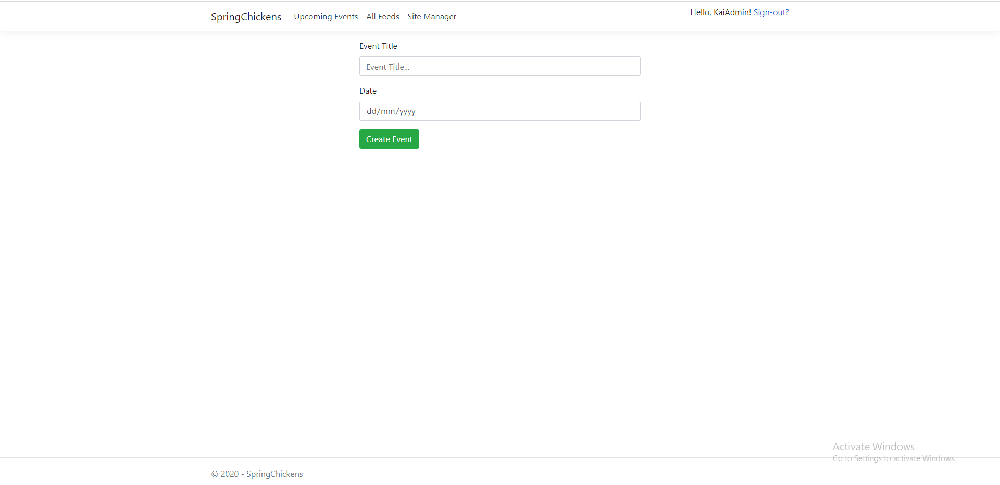 SpringChickens Upcoming Events All Feeds Site Manager Hello, KaiAdmin! Sign-out?
Event Title
Event Title...
Date
dd/mm/yyyy
Create Event
Activate Windows
Go to Settings to activate Windows.
© 2020 - SpringChickens